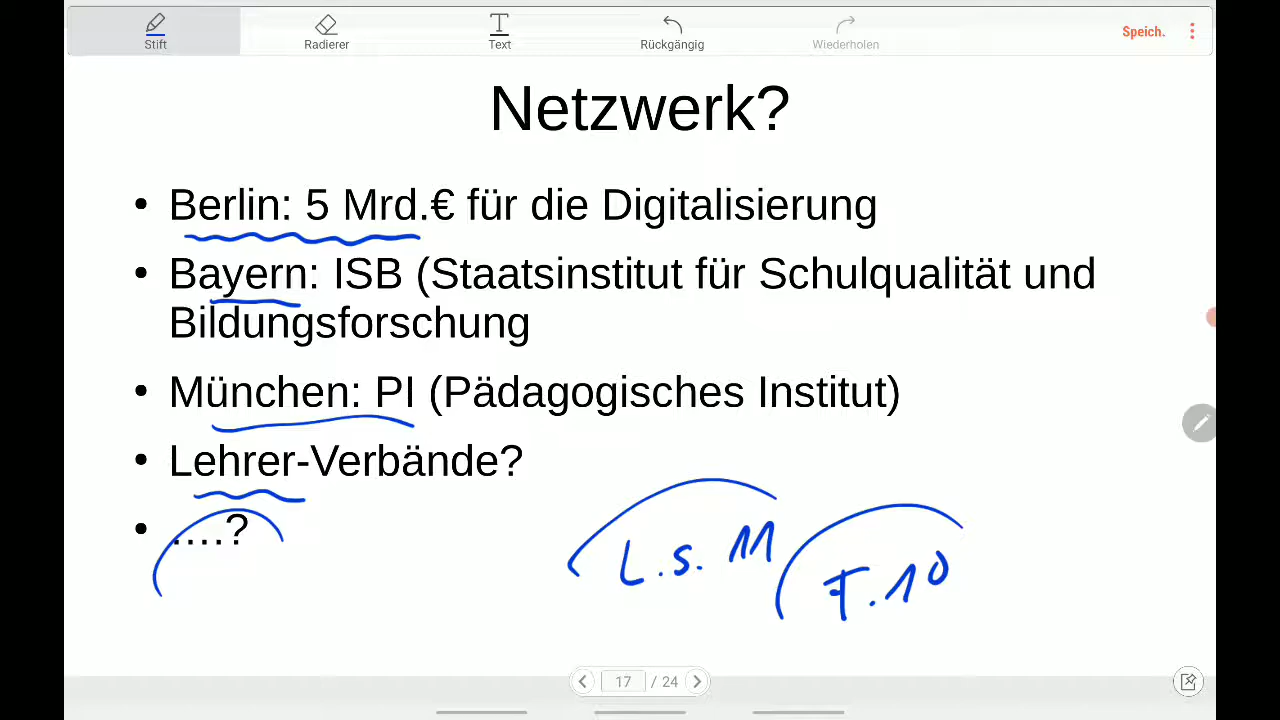 Stift Radierer Text Rückgängig Wiederholen Speich.
Netzwerk?
• Berlin: 5 Mrd.€ für die Digitalisierung
• Bayern: ISB (Staatsinstitut für Schulqualität und
Bildungsforschung
• München: PI (Pädagogisches Institut)
• Lehrer-Verbände?
• ….?
L.S. 11
F.10
17 / 24